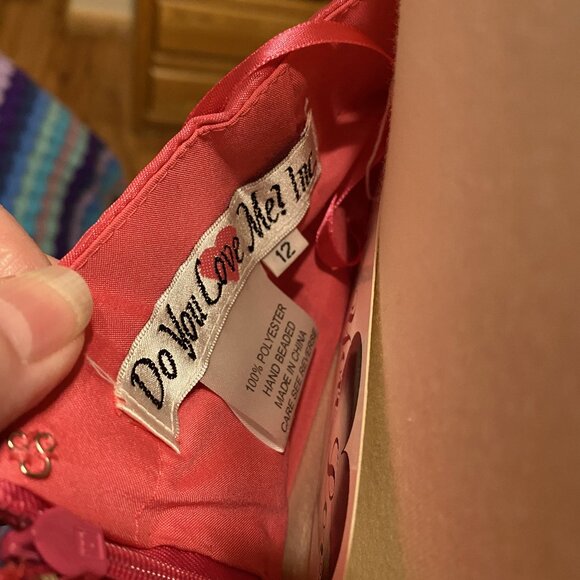 Do You Love Me? Inc
12
100% POLYESTER
HAND BEADED
MADE IN CHINA
CARE SEE REVERSE